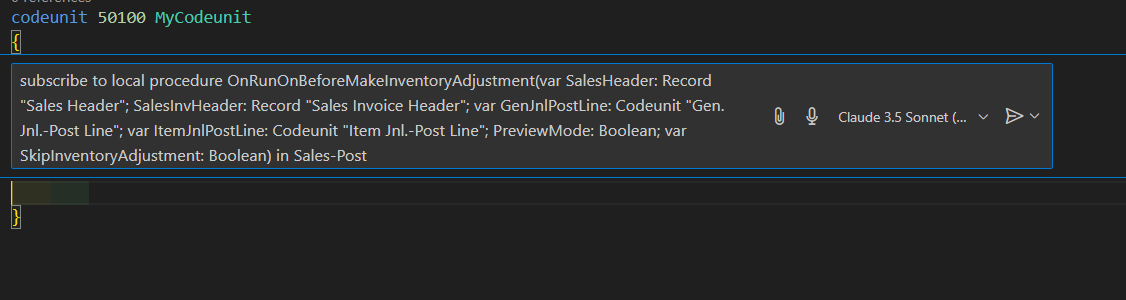 0 references
codeunit 50100 MyCodeunit
{
subscribe to local procedure OnRunOnBeforeMakeInventoryAdjustment(var SalesHeader: Record
"Sales Header"; SalesInvHeader: Record "Sales Invoice Header"; var GenJnlPostLine: Codeunit "Gen.
Jnl.-Post Line"; var ItemJnlPostLine: Codeunit "Item Jnl.-Post Line"; PreviewMode: Boolean; var
SkipInventoryAdjustment: Boolean) in Sales-Post
Claude 3.5 Sonnet (...
}